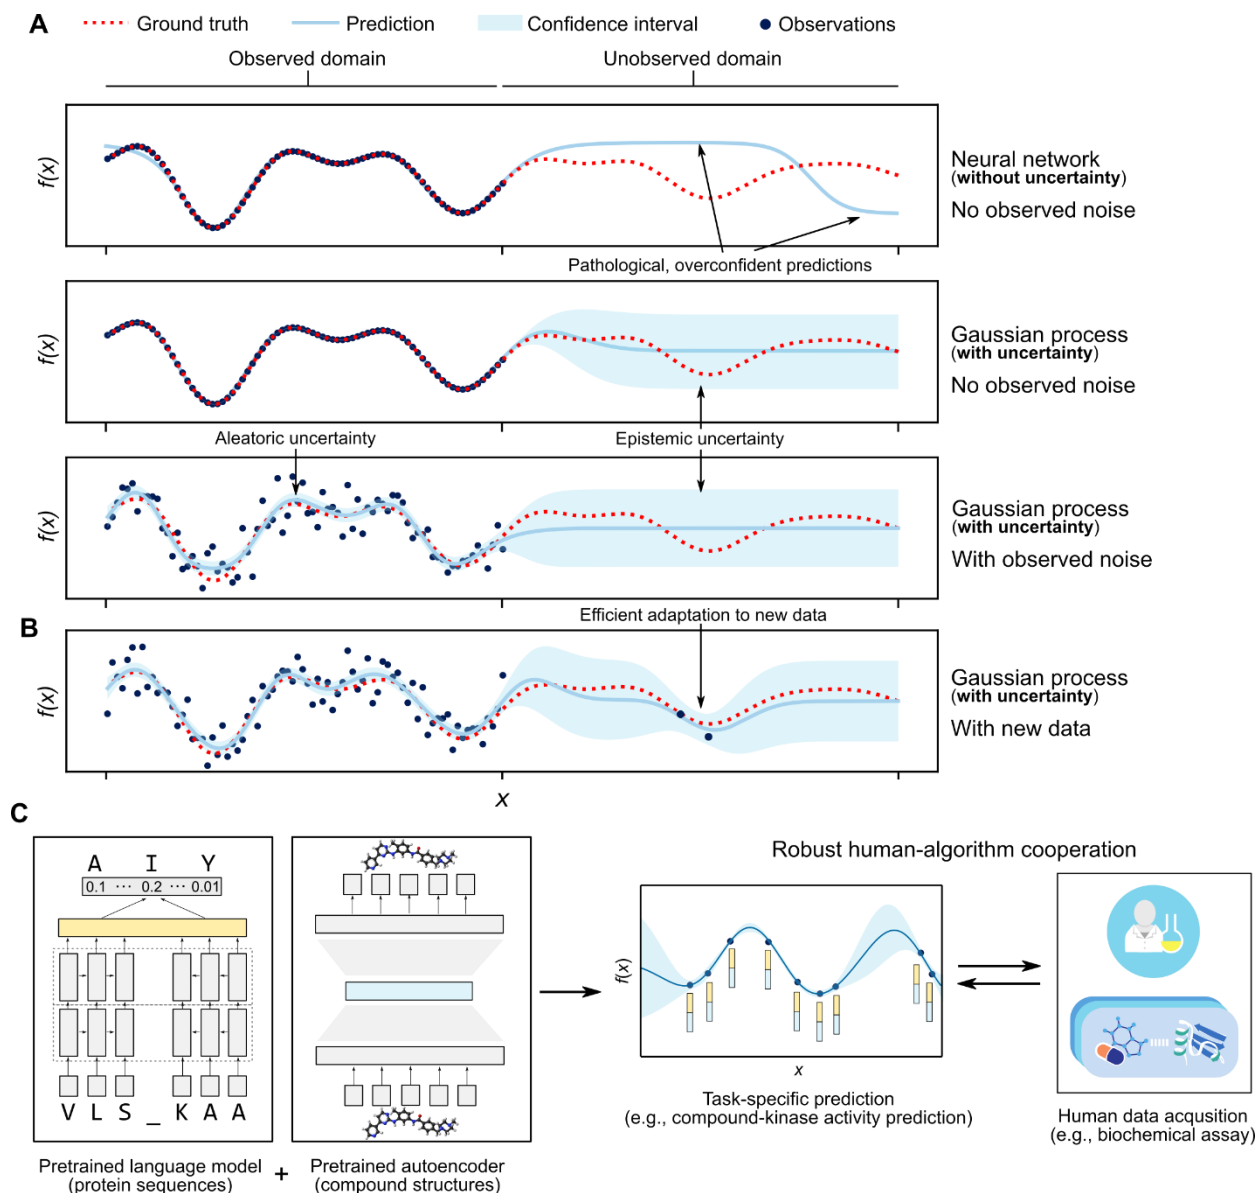 A
Ground truth
Prediction
Confidence interval
Observations
Observed domain
Unobserved domain
f(x)
Neural network
(without uncertainty)
No observed noise
Pathological, overconfident predictions
f(x)
Gaussian process
(with uncertainty)
No observed noise
Aleatoric uncertainty
Epistemic uncertainty
f(x)
Gaussian process
(with uncertainty)
With observed noise
Efficient adaptation to new data
B
f(x)
Gaussian process
(with uncertainty)
With new data
x
C
A I Y
0.1 ··· 0.2 ··· 0.01
V L S _ K A A
Pretrained language model
(protein sequences)
+
Pretrained autoencoder
(compound structures)
Robust human-algorithm cooperation
f(x)
x
Task-specific prediction
(e.g., compound-kinase activity prediction)
Human data acqusition
(e.g., biochemical assay)